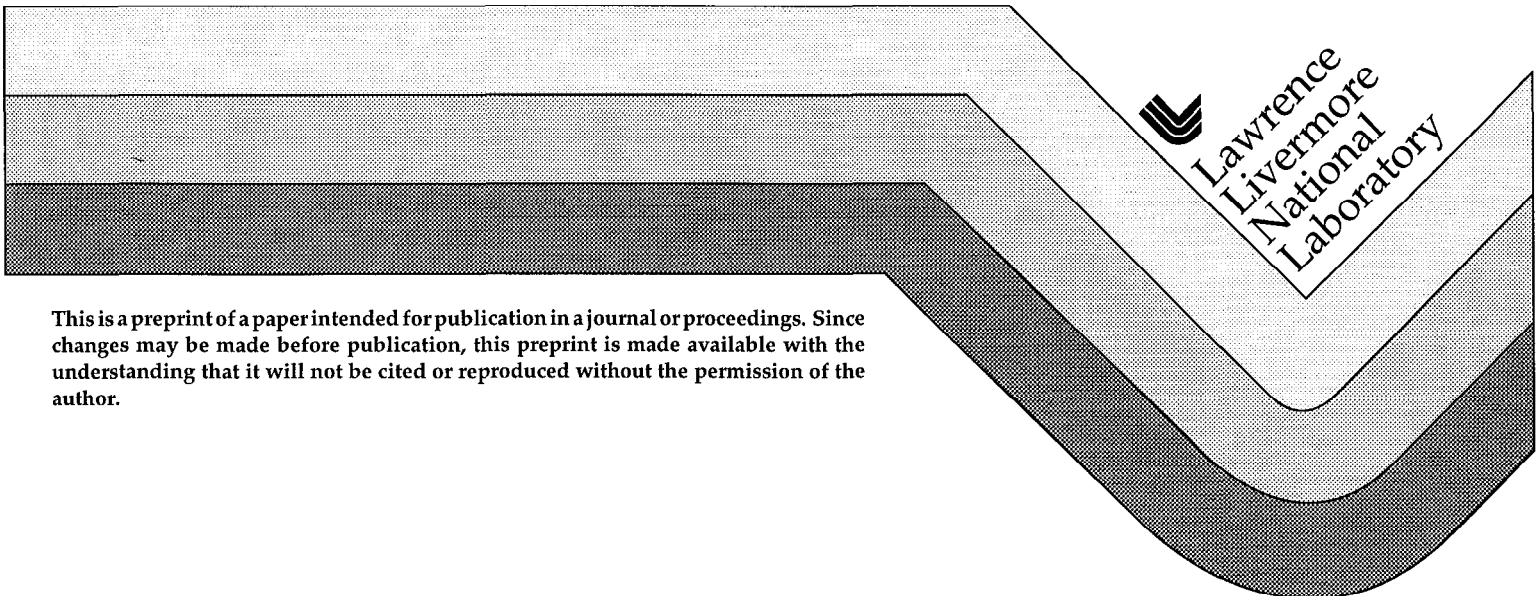 Lawrence
Livermore
National
Laboratory
This is a preprint of a paper intended for publication in a journal or proceedings. Since
changes may be made before publication, this preprint is made available with the
understanding that it will not be cited or reproduced without the permission of the
author.